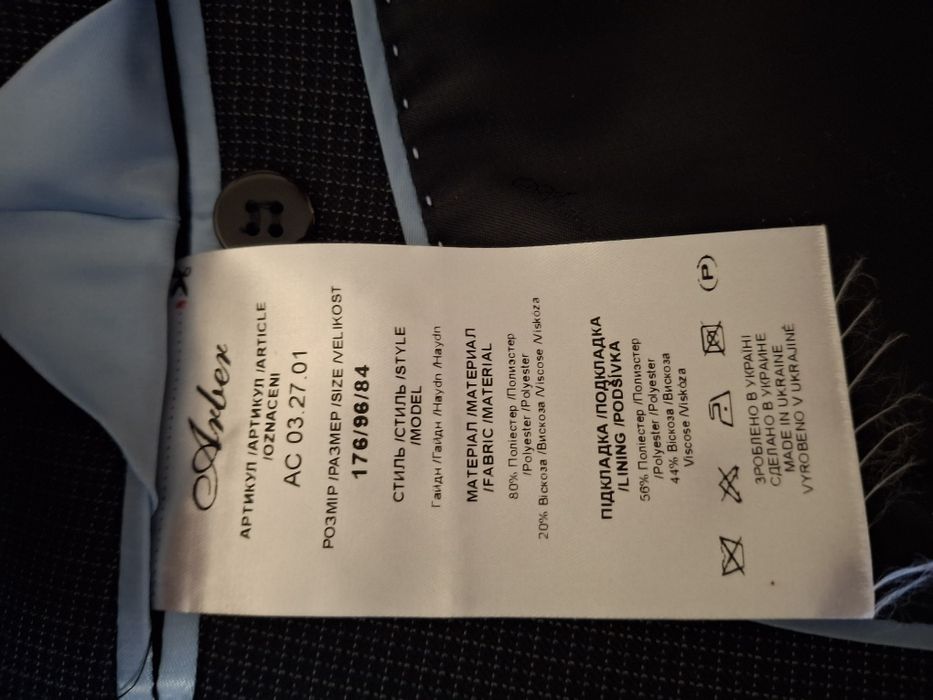 Arber
АРТИКУЛ /АРТИКУЛ /ARTICLE
/OZNACENI
AC 03.27.01
РОЗМІР /РАЗМЕР /SIZE /VELIKOST
176/96/84
СТИЛЬ /СТИЛЬ /STYLE
/MODEL
Гайдн /Гайдн /Haydn /Haydn
МАТЕРІАЛ /МАТЕРИАЛ
/FABRIC /MATERIAL
80% Поліестер /Полиэстер
/Polyester /Polyester
20% Віскоза /Вискоза /Viscose /Viskóza
ПІДКЛАДКА /ПОДКЛАДКА
/LINING /PODŠÍVKA
56% Поліестер /Полиэстер
/Polyester /Polyester
44% Віскоза /Вискоза
Viscose /Viskóza
P
ЗРОБЛЕНО В УКРАЇНІ
СДЕЛАНО В УКРАИНЕ
MADE IN UKRAINE
VYROBENO V UKRAJINĚ